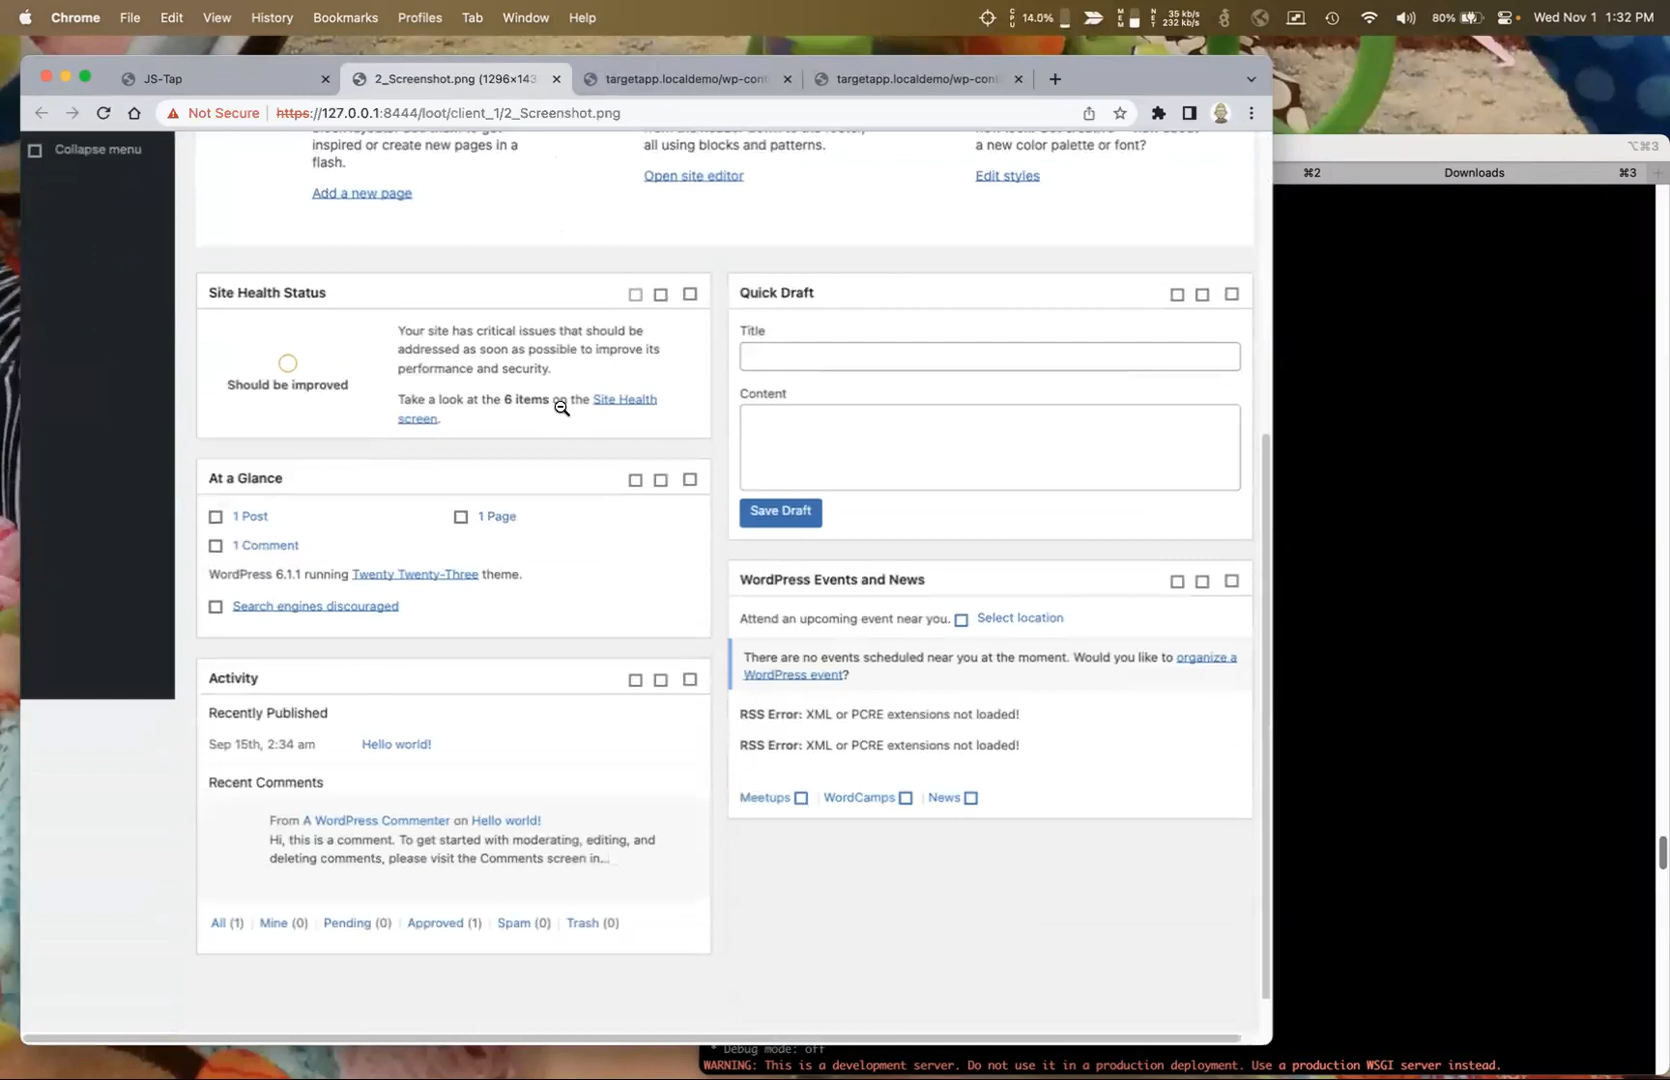 Chrome File Edit View History Bookmarks Profiles Tab Window Help
CPU 14.0% MEM NET 35 kb/s 232 kb/s 80% Wed Nov 1 1:32 PM
JS-Tap
2_Screenshot.png (1296×143
targetapp.localdemo/wp-cont
targetapp.localdemo/wp-cont
Not Secure https://127.0.0.1:8444/loot/client_1/2_Screenshot.png
⌥⌘3
⌘2 Downloads ⌘3
Collapse menu
inspired or create new pages in a
flash.
Add a new page
all using blocks and patterns.
Open site editor
a new color palette or font?
Edit styles
Site Health Status
Should be improved
Your site has critical issues that should be
addressed as soon as possible to improve its
performance and security.
Take a look at the 6 items on the Site Health
screen.
At a Glance
1 Post 1 Page
1 Comment
WordPress 6.1.1 running Twenty Twenty-Three theme.
Search engines discouraged
Activity
Recently Published
Sep 15th, 2:34 am Hello world!
Recent Comments
From A WordPress Commenter on Hello world!
Hi, this is a comment. To get started with moderating, editing, and
deleting comments, please visit the Comments screen in...
All (1) | Mine (0) | Pending (0) | Approved (1) | Spam (0) | Trash (0)
Quick Draft
Title
Content
Save Draft
WordPress Events and News
Attend an upcoming event near you. Select location
There are no events scheduled near you at the moment. Would you like to organize a
WordPress event?
RSS Error: XML or PCRE extensions not loaded!
RSS Error: XML or PCRE extensions not loaded!
Meetups | WordCamps | News
* Debug mode: off
WARNING: This is a development server. Do not use it in a production deployment. Use a production WSGI server instead.